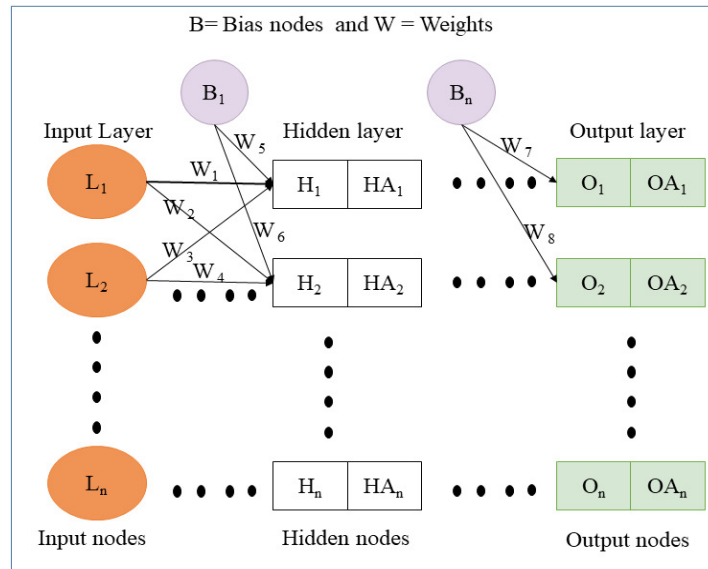 B= Bias nodes and W = Weights
B1 Bn
Input Layer Hidden layer Output layer
W5 W7
L1 W1 H1 HA1 O1 OA1
W2
W3 W6 W8
L2 W4 H2 HA2 O2 OA2
Ln Hn HAn On OAn
Input nodes Hidden nodes Output nodes